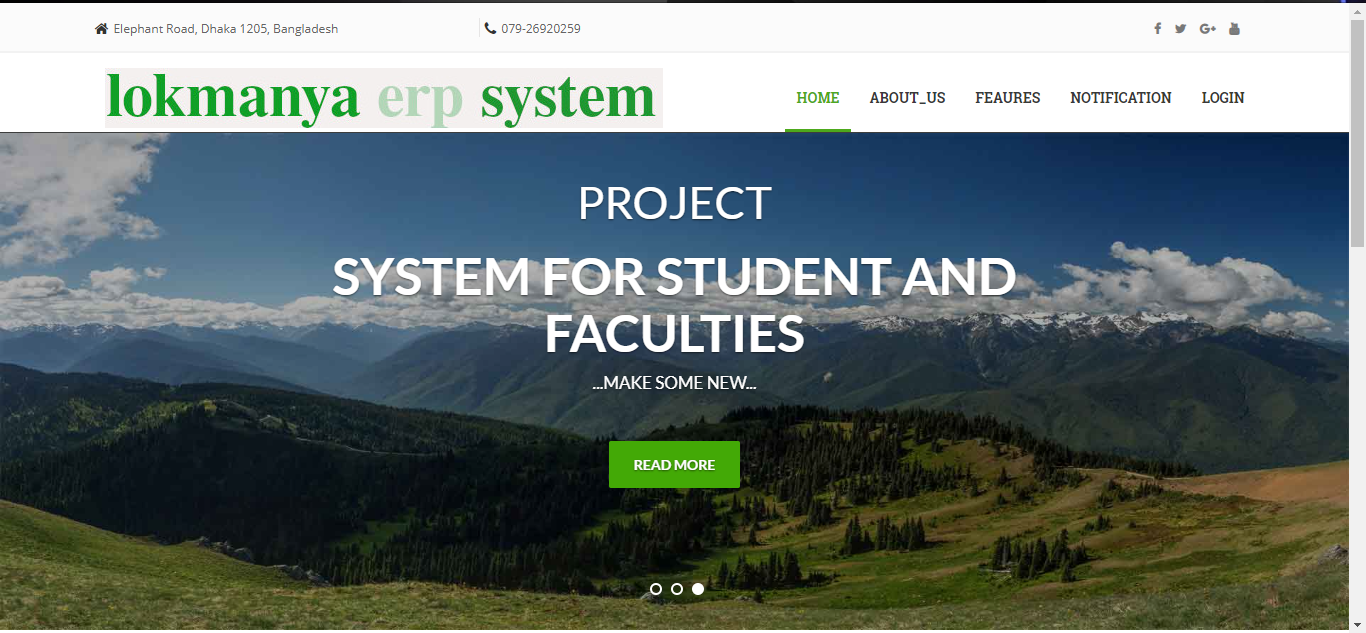 Elephant Road, Dhaka 1205, Bangladesh
079-26920259
lokmanya erp system
HOME
ABOUT_US
FEAURES
NOTIFICATION
LOGIN
PROJECT
SYSTEM FOR STUDENT AND
FACULTIES
...MAKE SOME NEW...
READ MORE